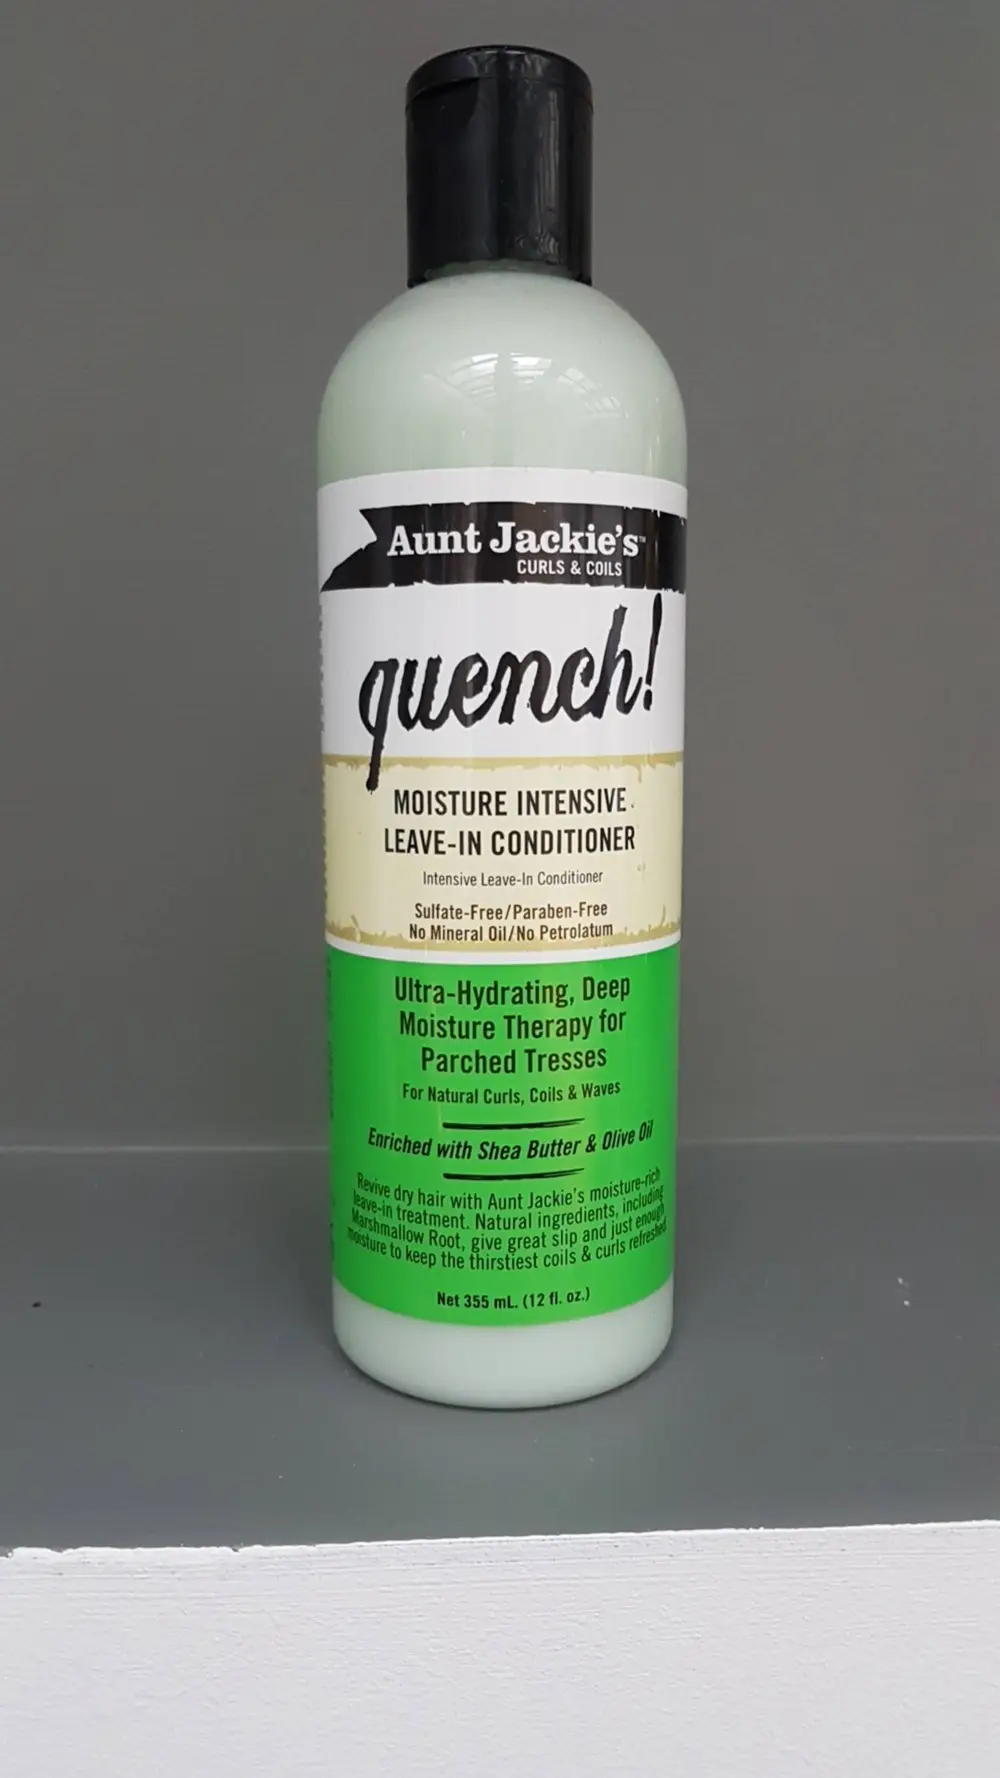 Aunt Jackie's™
CURLS & COILS
quench!
MOISTURE INTENSIVE
LEAVE-IN CONDITIONER
Intensive Leave-In Conditioner
Sulfate-Free/Paraben-Free
No Mineral Oil/No Petrolatum
Ultra-Hydrating, Deep
Moisture Therapy for
Parched Tresses
For Natural Curls, Coils & Waves
Enriched with Shea Butter & Olive Oil
Revive dry hair with Aunt Jackie's moisture-rich
leave-in treatment. Natural ingredients, including
Marshmallow Root, give great slip and just enough
moisture to keep the thirstiest coils & curls refreshed
Net 355 mL. (12 fl. oz.)